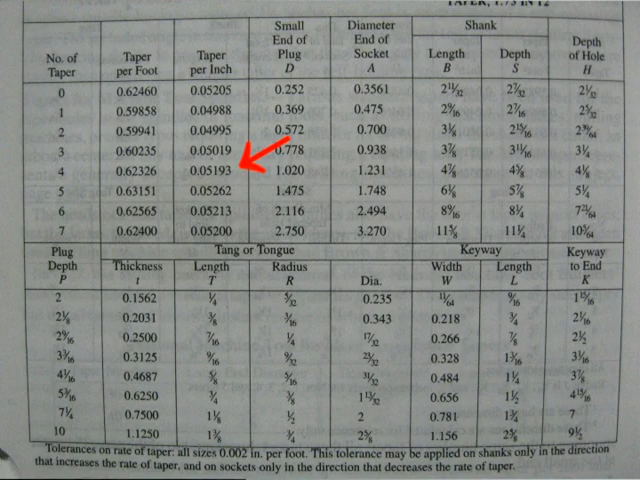 Small Diameter Shank
End of End of Depth
No. of Taper Taper Plug Socket Length Depth of Hole
Taper per Foot per Inch D A B S H
0 0.62460 0.05205 0.252 0.3561 2 11/32 2 7/32 2 1/32
1 0.59858 0.04988 0.369 0.475 2 9/16 2 7/16 2 5/32
2 0.59941 0.04995 0.572 0.700 3 1/8 2 15/16 2 39/64
3 0.60235 0.05019 0.778 0.938 3 7/8 3 11/16 3 1/4
4 0.62326 0.05193 1.020 1.231 4 7/8 4 5/8 4 1/8
5 0.63151 0.05262 1.475 1.748 6 1/8 5 7/8 5 1/4
6 0.62565 0.05213 2.116 2.494 8 9/16 8 1/4 7 21/64
7 0.62400 0.05200 2.750 3.270 11 5/8 11 1/4 10 5/64
Plug Tang or Tongue Keyway Keyway
Depth Thickness Length Radius Width Length to End
P t T R Dia. W L K
2 0.1562 1/4 5/32 0.235 11/64 9/16 1 15/16
2 1/8 0.2031 3/8 3/16 0.343 0.218 3/4 2 1/16
2 9/16 0.2500 7/16 1/4 17/32 0.266 7/8 2 1/2
3 3/16 0.3125 9/16 9/32 23/32 0.328 1 3/16 3 1/16
4 1/16 0.4687 5/8 5/16 31/32 0.484 1 1/4 3 7/8
5 3/16 0.6250 3/4 3/8 1 13/32 0.656 1 1/2 4 15/16
7 1/4 0.7500 1 1/8 1/2 2 0.781 1 3/4 7
10 1.1250 1 3/8 3/4 2 5/8 1.156 2 5/8 9 1/2
Tolerances on rate of taper: all sizes 0.002 in. per foot. This tolerance may be applied on shanks only in the direction
that increases the rate of taper, and on sockets only in the direction that decreases the rate of taper.